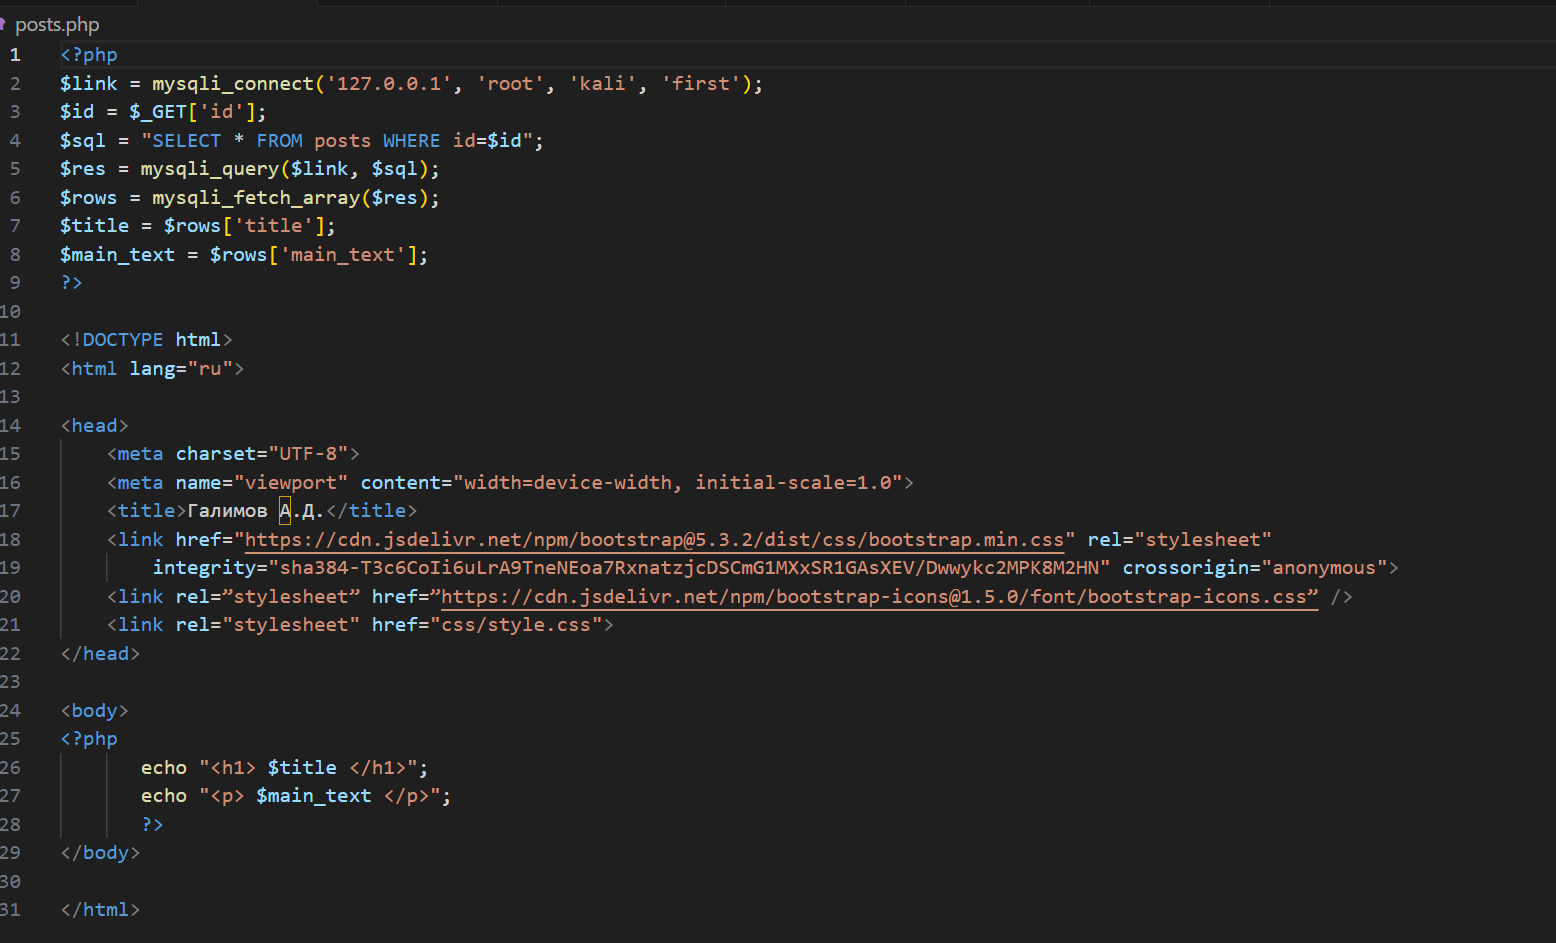 posts.php
1 <?php
2 $link = mysqli_connect('127.0.0.1', 'root', 'kali', 'first');
3 $id = $_GET['id'];
4 $sql = "SELECT * FROM posts WHERE id=$id";
5 $res = mysqli_query($link, $sql);
6 $rows = mysqli_fetch_array($res);
7 $title = $rows['title'];
8 $main_text = $rows['main_text'];
9 ?>
10
11 <!DOCTYPE html>
12 <html lang="ru">
13
14 <head>
15 <meta charset="UTF-8">
16 <meta name="viewport" content="width=device-width, initial-scale=1.0">
17 <title>Галимов А.Д.</title>
18 <link href="https://cdn.jsdelivr.net/npm/bootstrap@5.3.2/dist/css/bootstrap.min.css" rel="stylesheet"
19 integrity="sha384-T3c6CoIi6uLrA9TneNEoa7RxnatzjcDSCmG1MXxSR1GAsXEV/Dwwykc2MPK8M2HN" crossorigin="anonymous">
20 <link rel=”stylesheet” href=”https://cdn.jsdelivr.net/npm/bootstrap-icons@1.5.0/font/bootstrap-icons.css” />
21 <link rel="stylesheet" href="css/style.css">
22 </head>
23
24 <body>
25 <?php
26 echo "<h1> $title </h1>";
27 echo "<p> $main_text </p>";
28 ?>
29 </body>
30
31 </html>